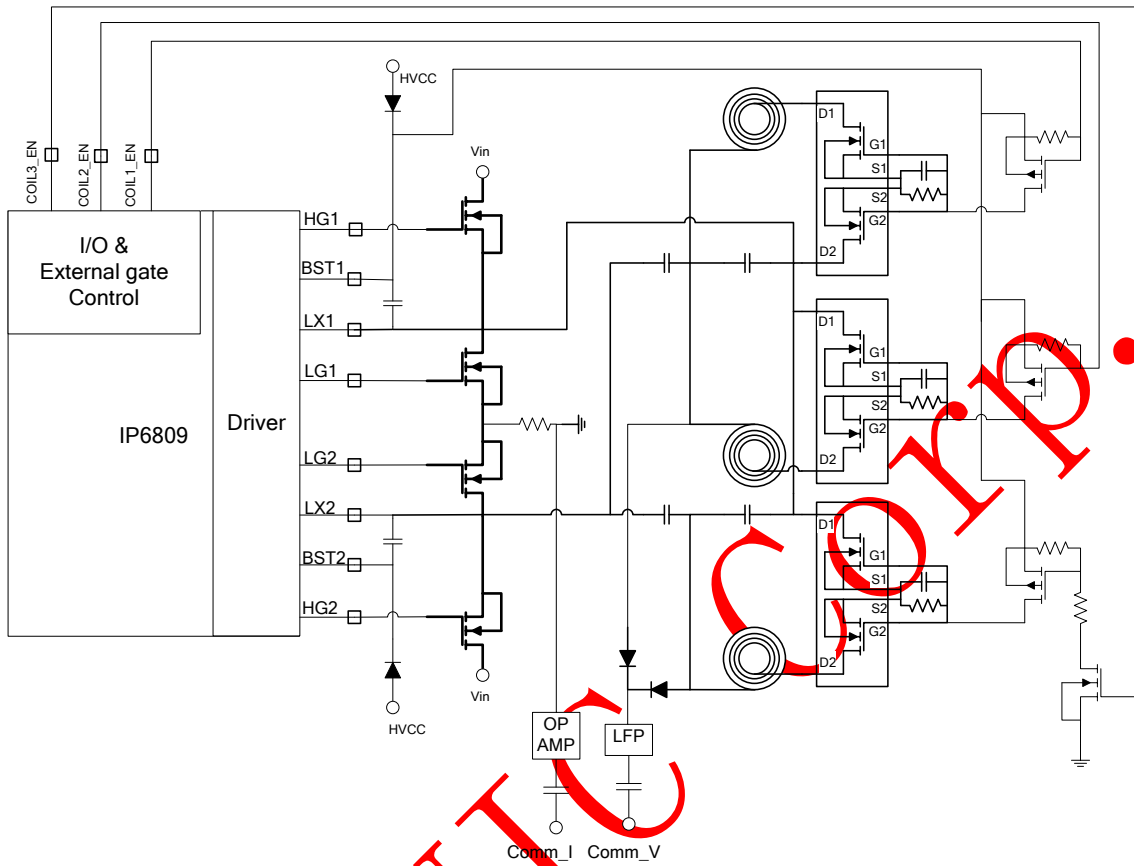 HVCC
COIL3_EN
COIL2_EN
COIL1_EN
I/O &
External gate
Control
IP6809
Driver
HG1
BST1
LX1
LG1
LG2
LX2
BST2
HG2
Vin
Vin
HVCC
OP
AMP
LFP
Comm_I
Comm_V
D1
G1
S1
S2
G2
D2
D1
G1
S1
S2
G2
D2
D1
G1
S1
S2
G2
D2
IC Corp.